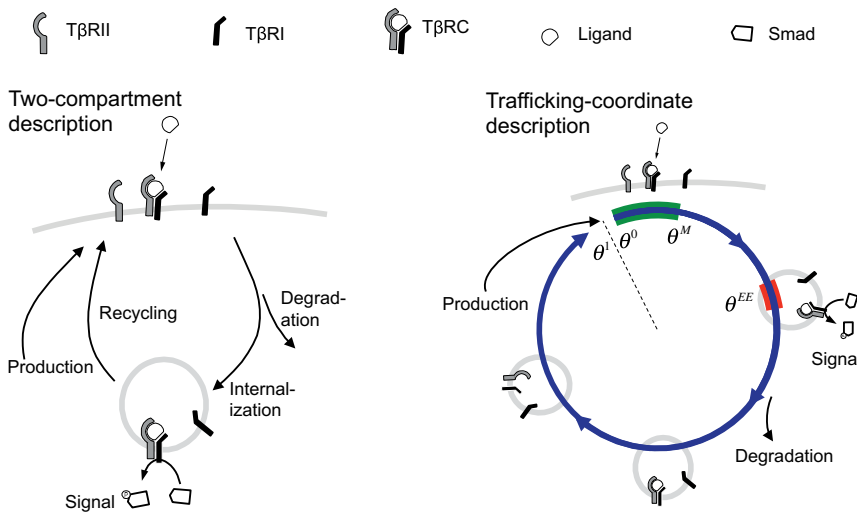 TβRII
TβRI
TβRC
Ligand
Smad
Two-compartment
description
Recycling
Production
Degrad-
ation
Internal-
ization
Signal
P
Trafficking-coordinate
description
θ^I
θ^0
θ^M
Production
θ^EE
Signal
P
Degradation